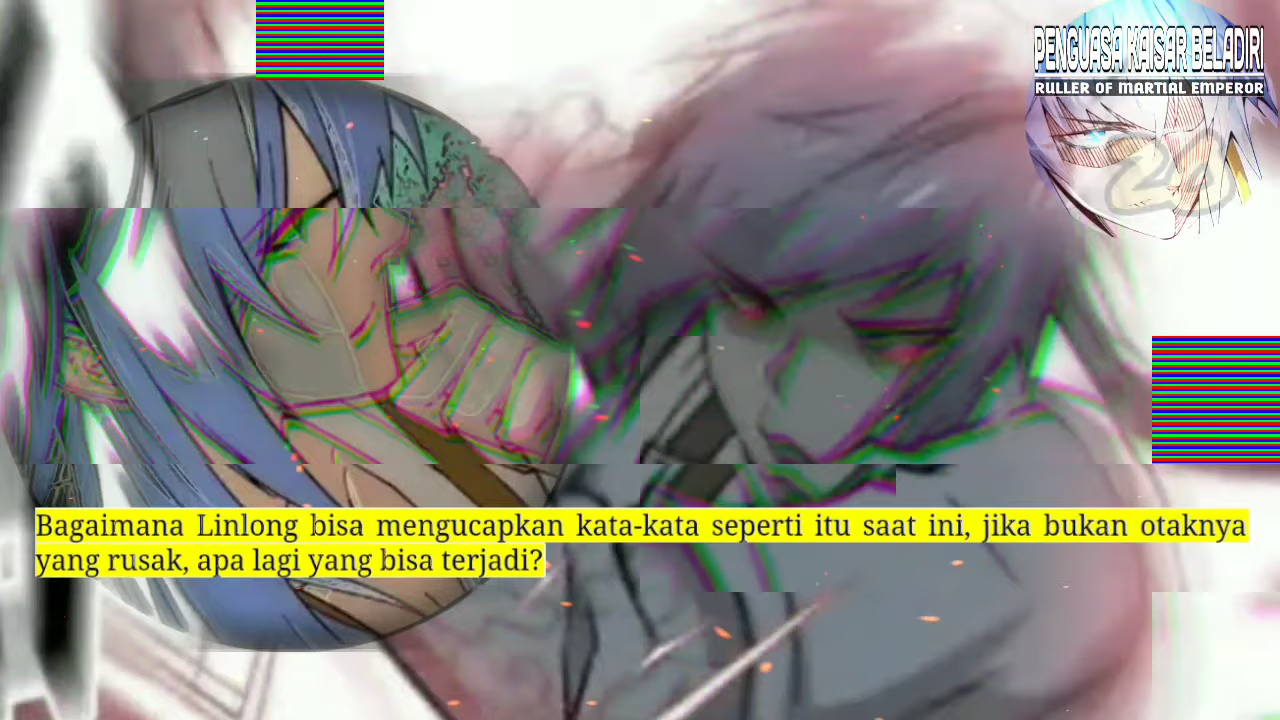 PENGUASA KAISAR BELADIRI
RULLER OF MARTIAL EMPEROR
Bagaimana Linlong bisa mengucapkan kata-kata seperti itu saat ini, jika bukan otaknya
yang rusak, apa lagi yang bisa terjadi?